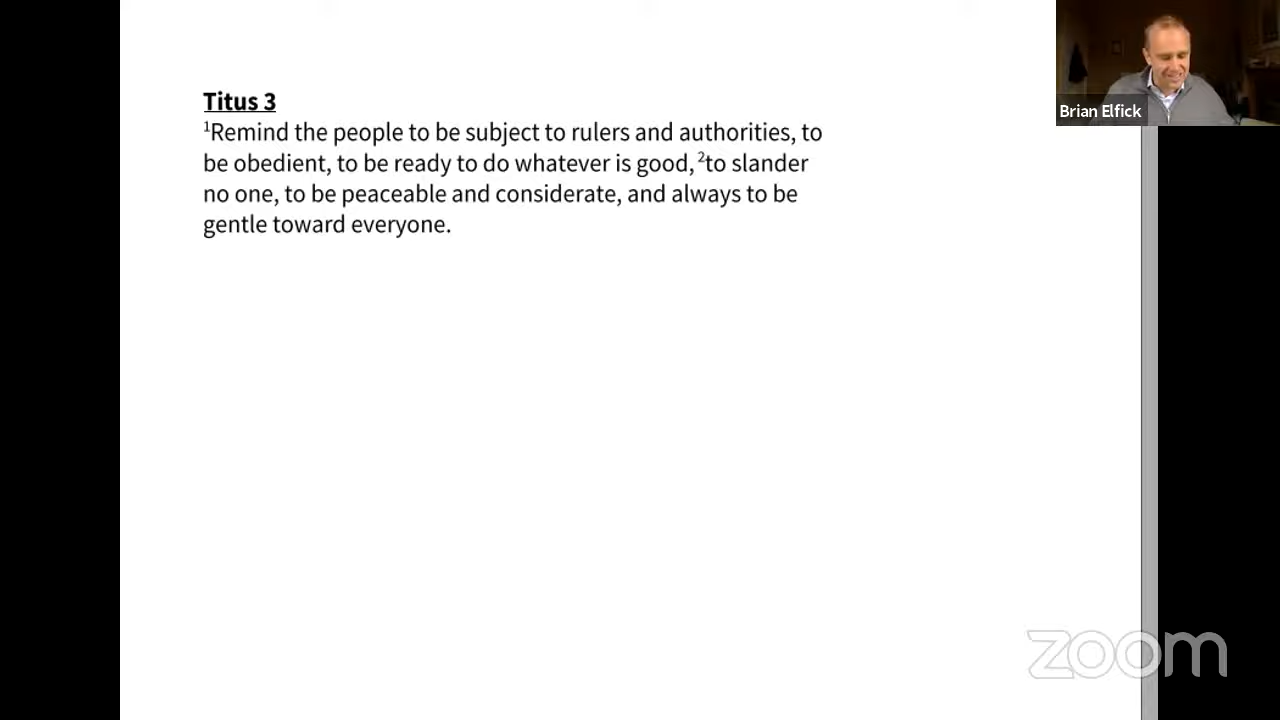 Titus 3
¹Remind the people to be subject to rulers and authorities, to
be obedient, to be ready to do whatever is good, ²to slander
no one, to be peaceable and considerate, and always to be
gentle toward everyone.
Brian Elfick
zoom